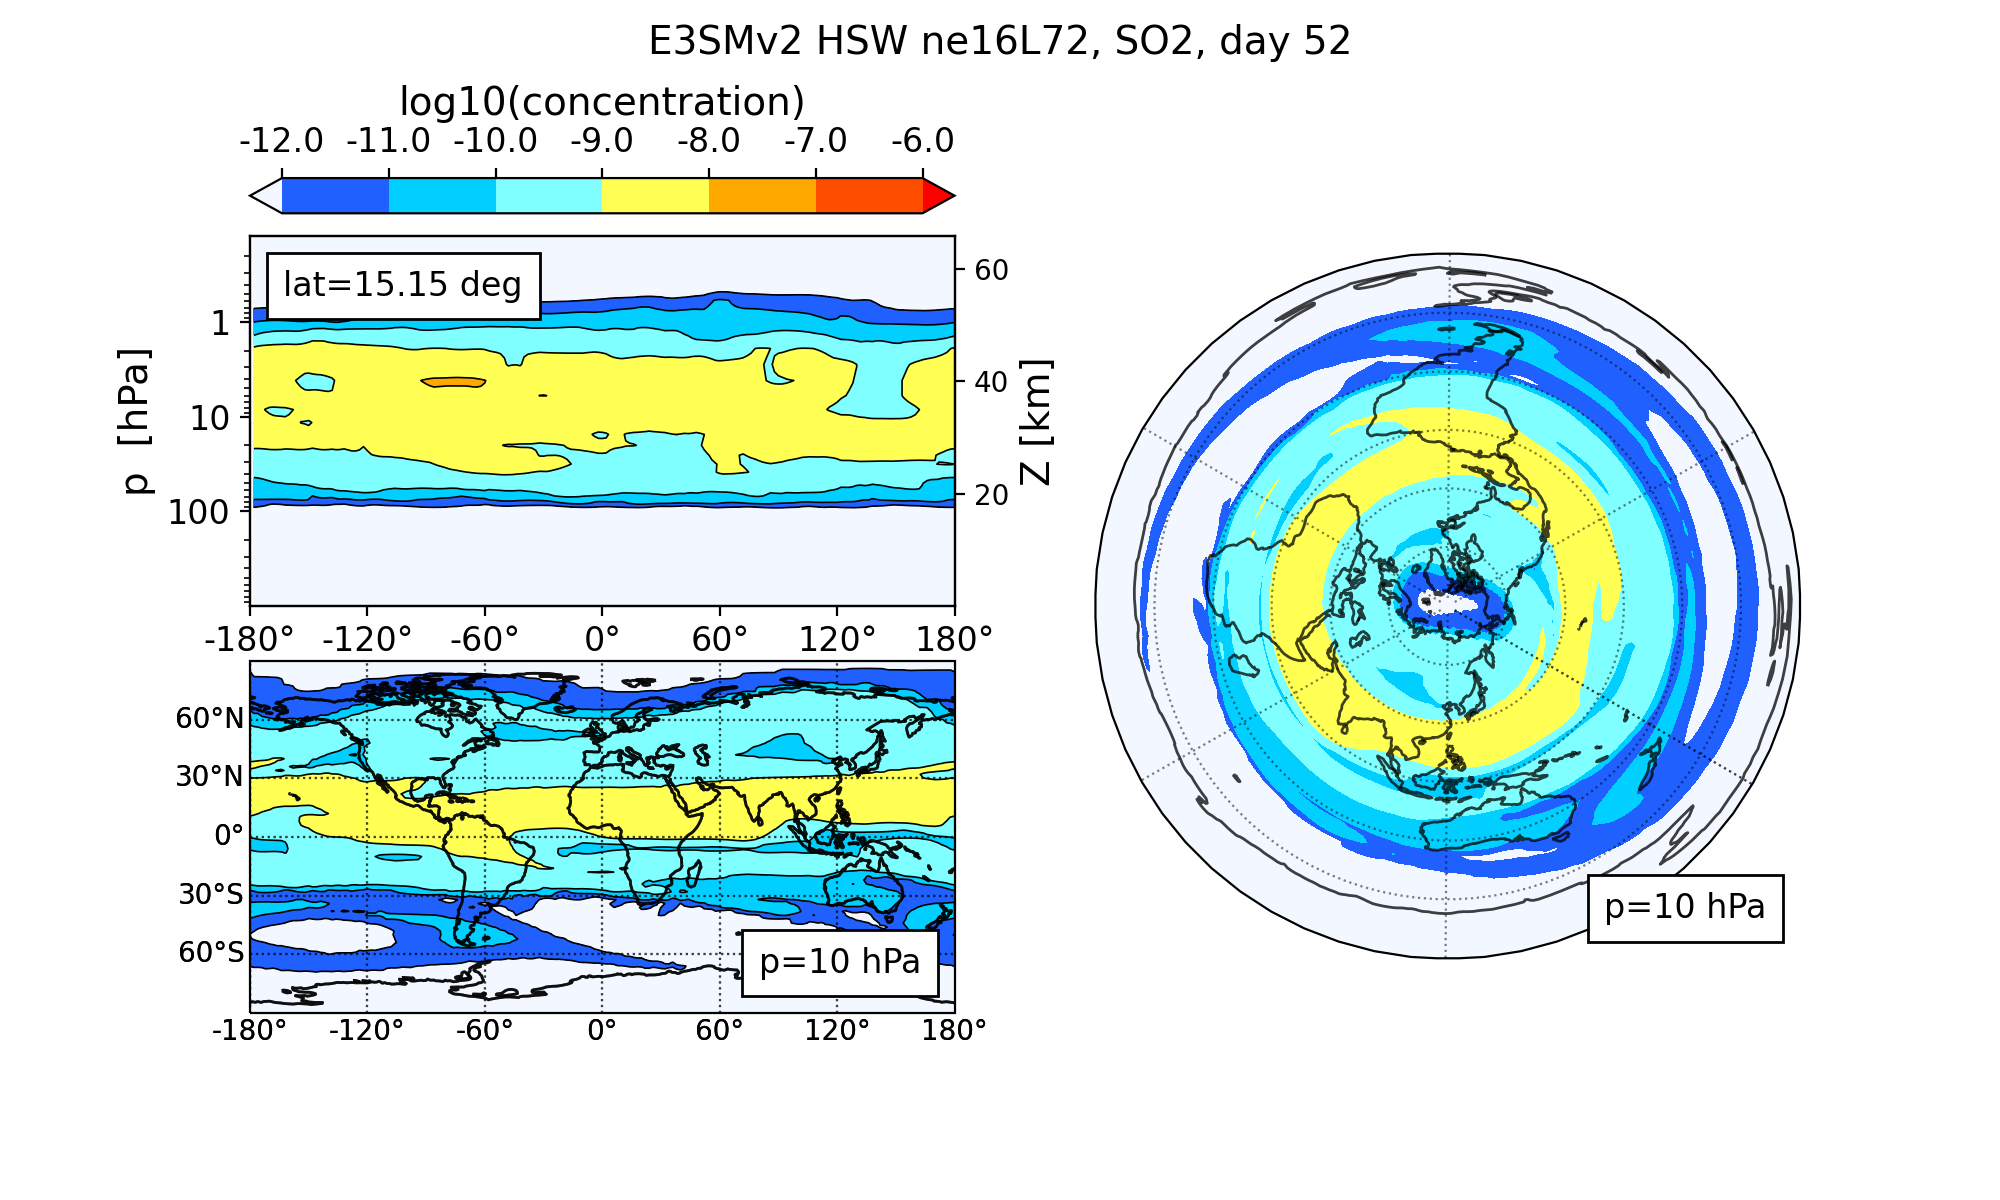 E3SMv2 HSW ne16L72, SO2, day 52
log10(concentration)
-12.0 -11.0 -10.0 -9.0 -8.0 -7.0 -6.0
lat=15.15 deg
p [hPa]
1
10
100
60
40
20
Z [km]
-180° -120° -60° 0° 60° 120° 180°
60°N
30°N
0°
30°S
60°S
p=10 hPa
-180° -120° -60° 0° 60° 120° 180°
p=10 hPa